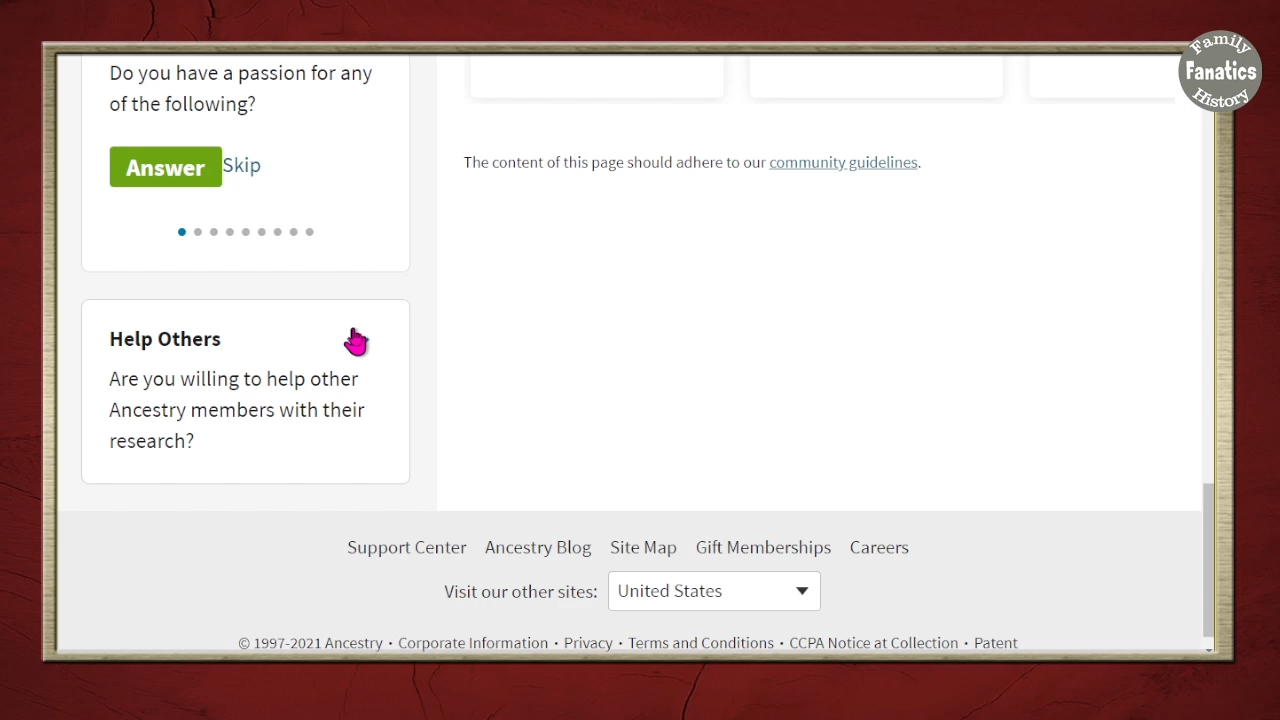 Family
Fanatics
History
Do you have a passion for any
of the following?
Answer Skip
The content of this page should adhere to our community guidelines.
Help Others
Are you willing to help other
Ancestry members with their
research?
Support Center Ancestry Blog Site Map Gift Memberships Careers
Visit our other sites: United States
© 1997-2021 Ancestry · Corporate Information · Privacy · Terms and Conditions · CCPA Notice at Collection · Patent